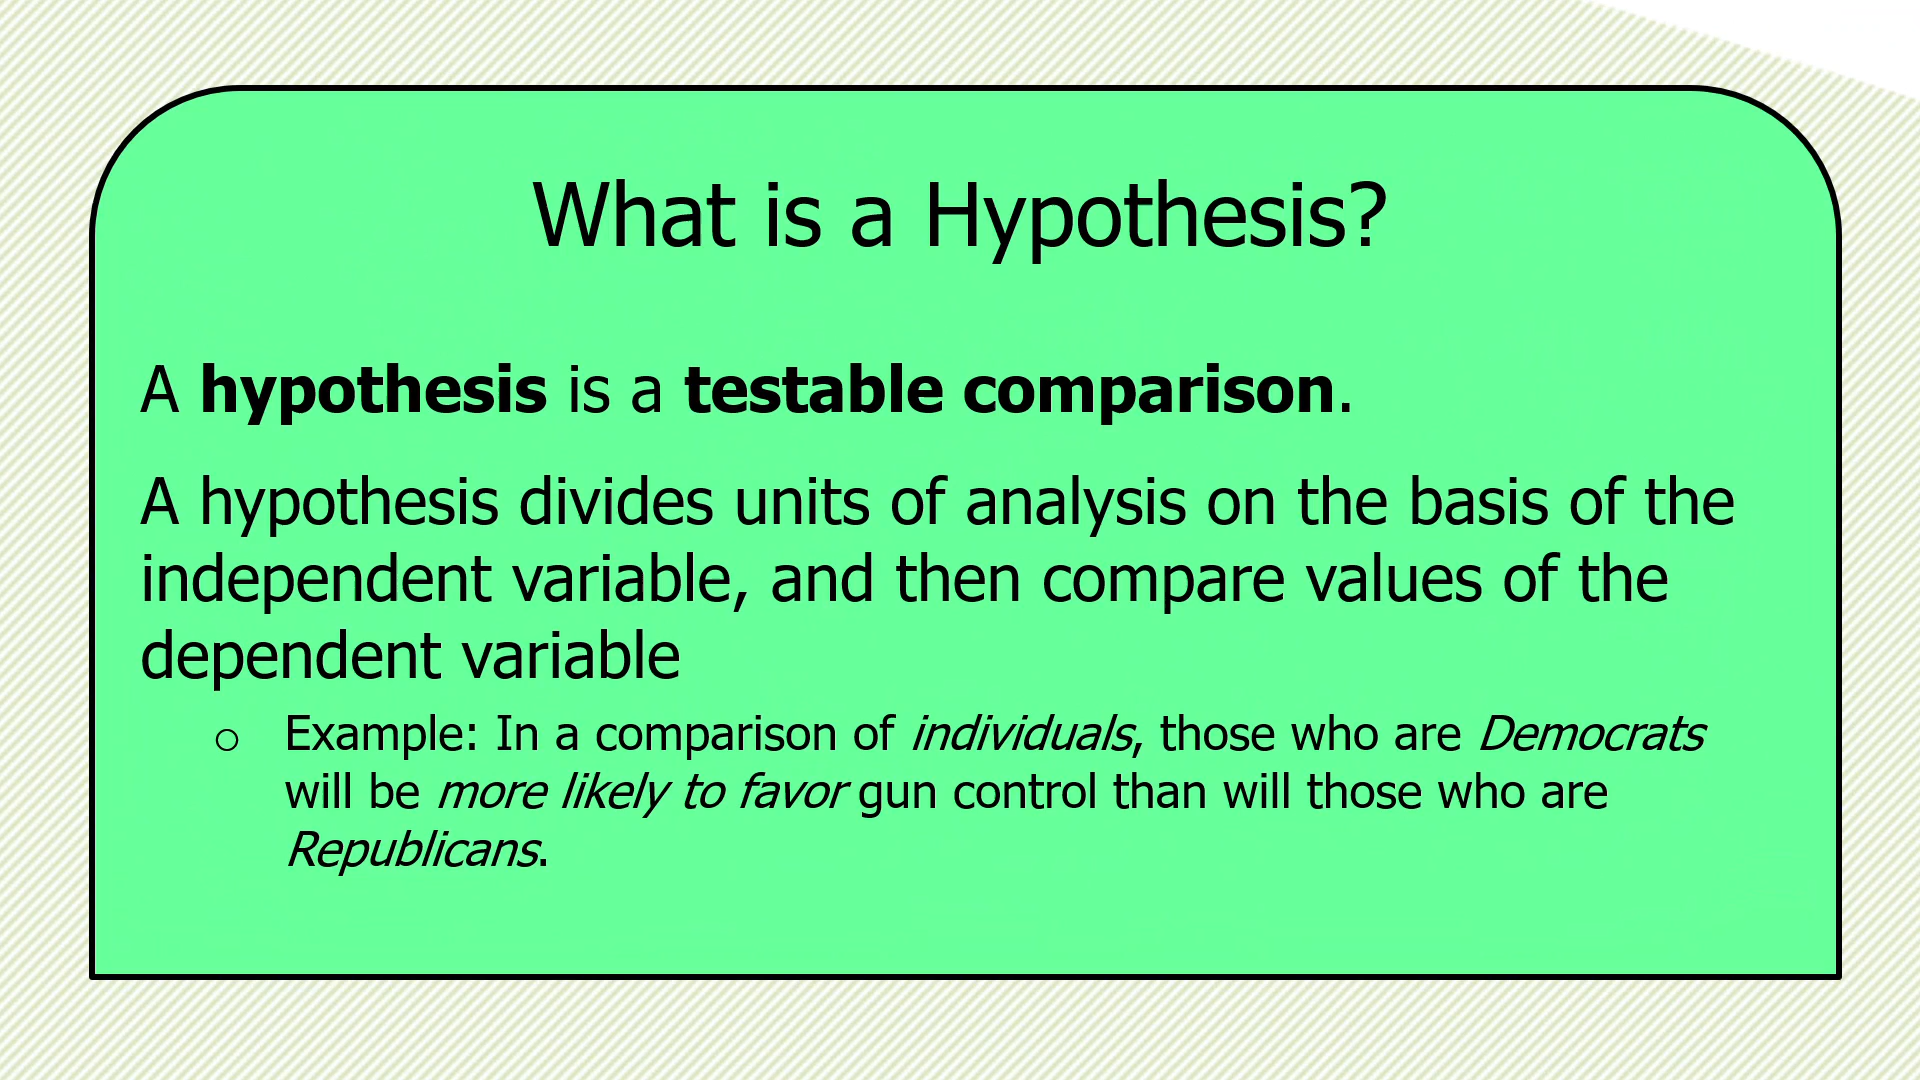 What is a Hypothesis?
A hypothesis is a testable comparison.
A hypothesis divides units of analysis on the basis of the
independent variable, and then compare values of the
dependent variable
o Example: In a comparison of individuals, those who are Democrats
will be more likely to favor gun control than will those who are
Republicans.